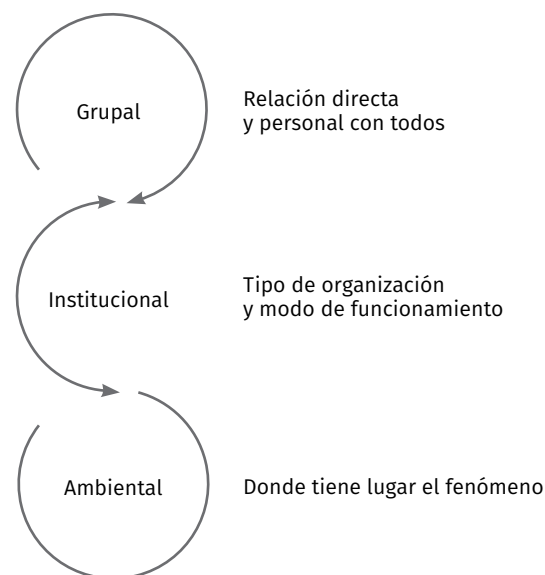 Grupal
Relación directa
y personal con todos
Institucional
Tipo de organización
y modo de funcionamiento
Ambiental
Donde tiene lugar el fenómeno